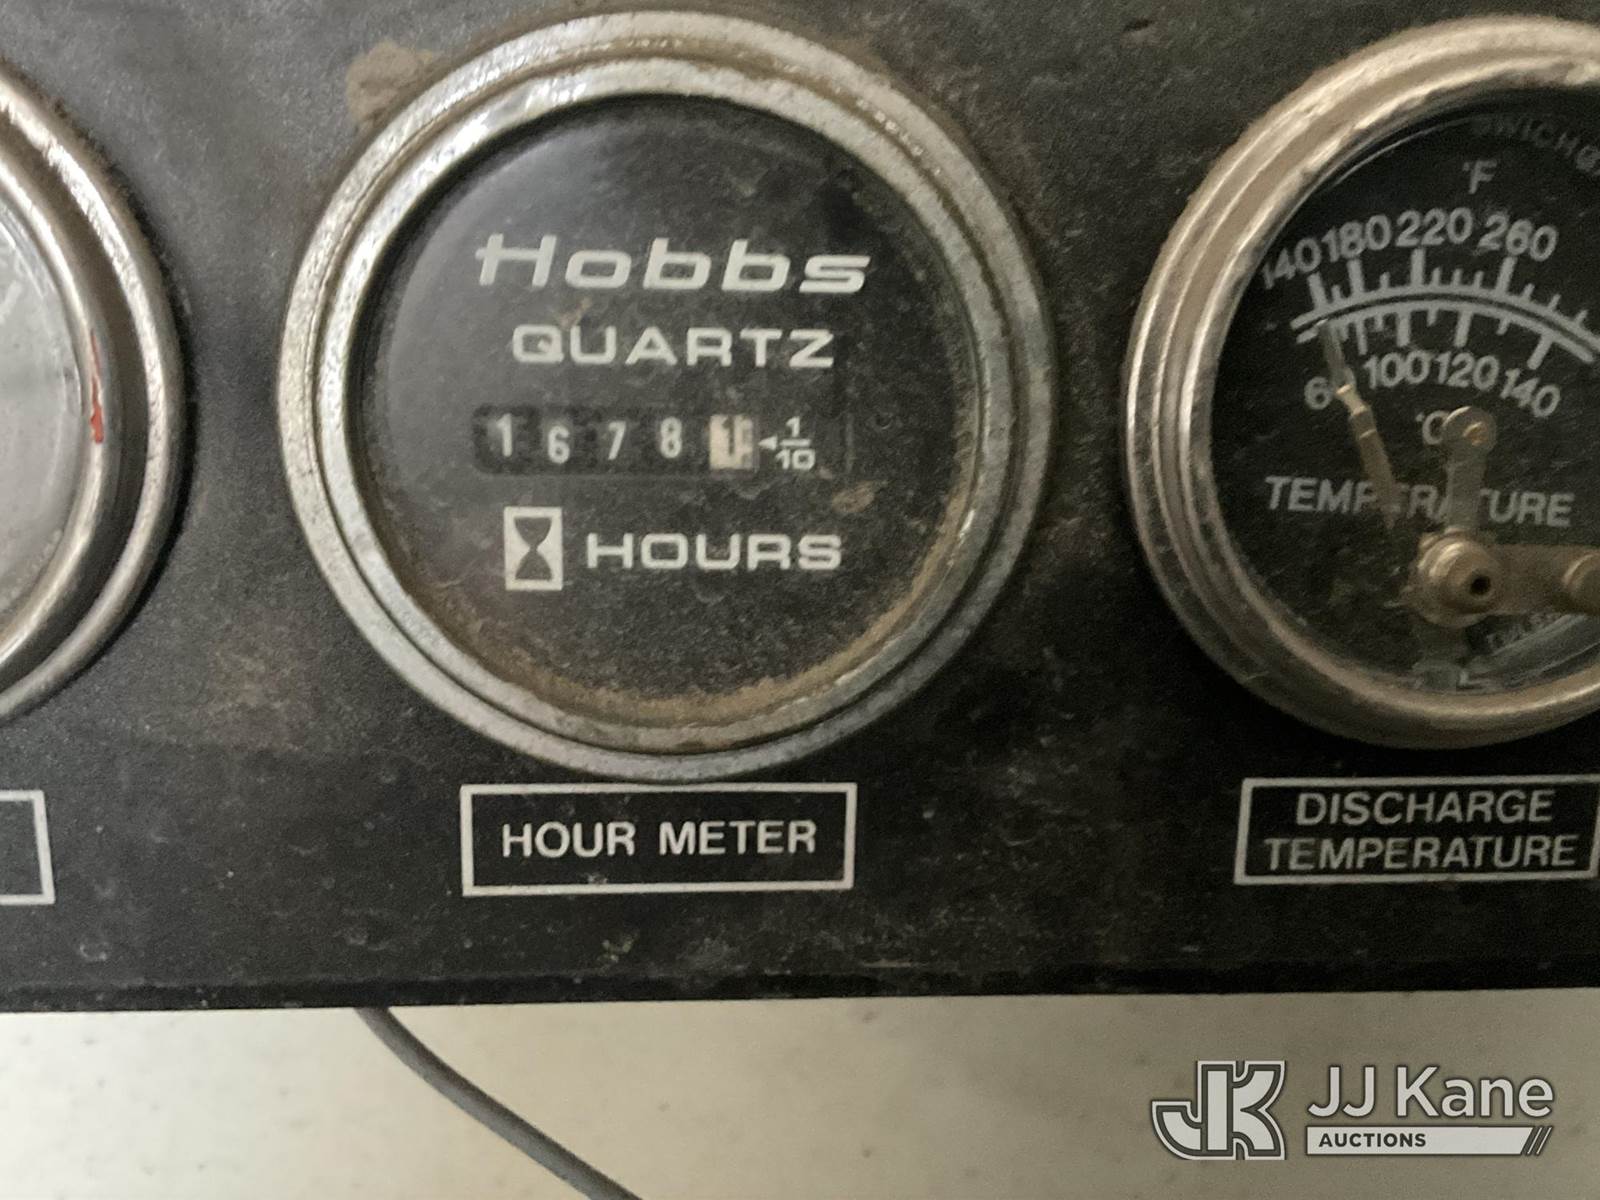 Hobbs
QUARTZ
1 6 7 8 1 ◄ 1/10
HOURS
HOUR METER
°F
140 180 220 260
100 120 140
°C
TEMPERATURE
DISCHARGE
TEMPERATURE
JJ Kane
AUCTIONS